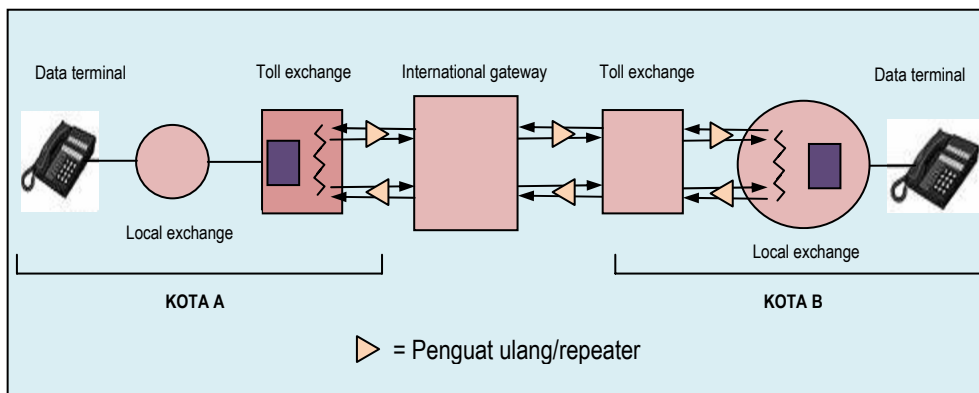 Data terminal
Toll exchange
International gateway
Toll exchange
Data terminal
Local exchange
Local exchange
KOTA A
KOTA B
= Penguat ulang/repeater